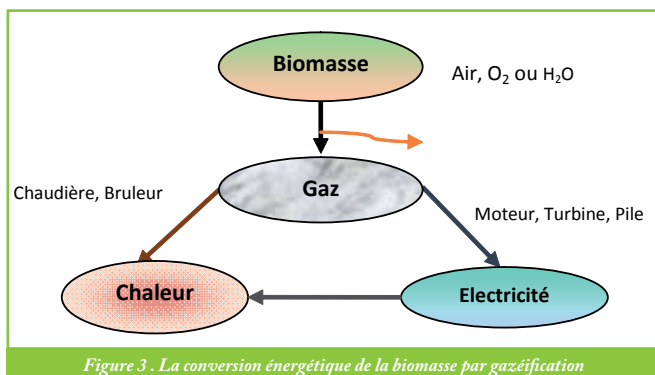 Biomasse
Air, O₂ ou H₂O
Gaz
Chaudière, Bruleur
Moteur, Turbine, Pile
Chaleur
Electricité
Figure 3 . La conversion énergétique de la biomasse par gazéification